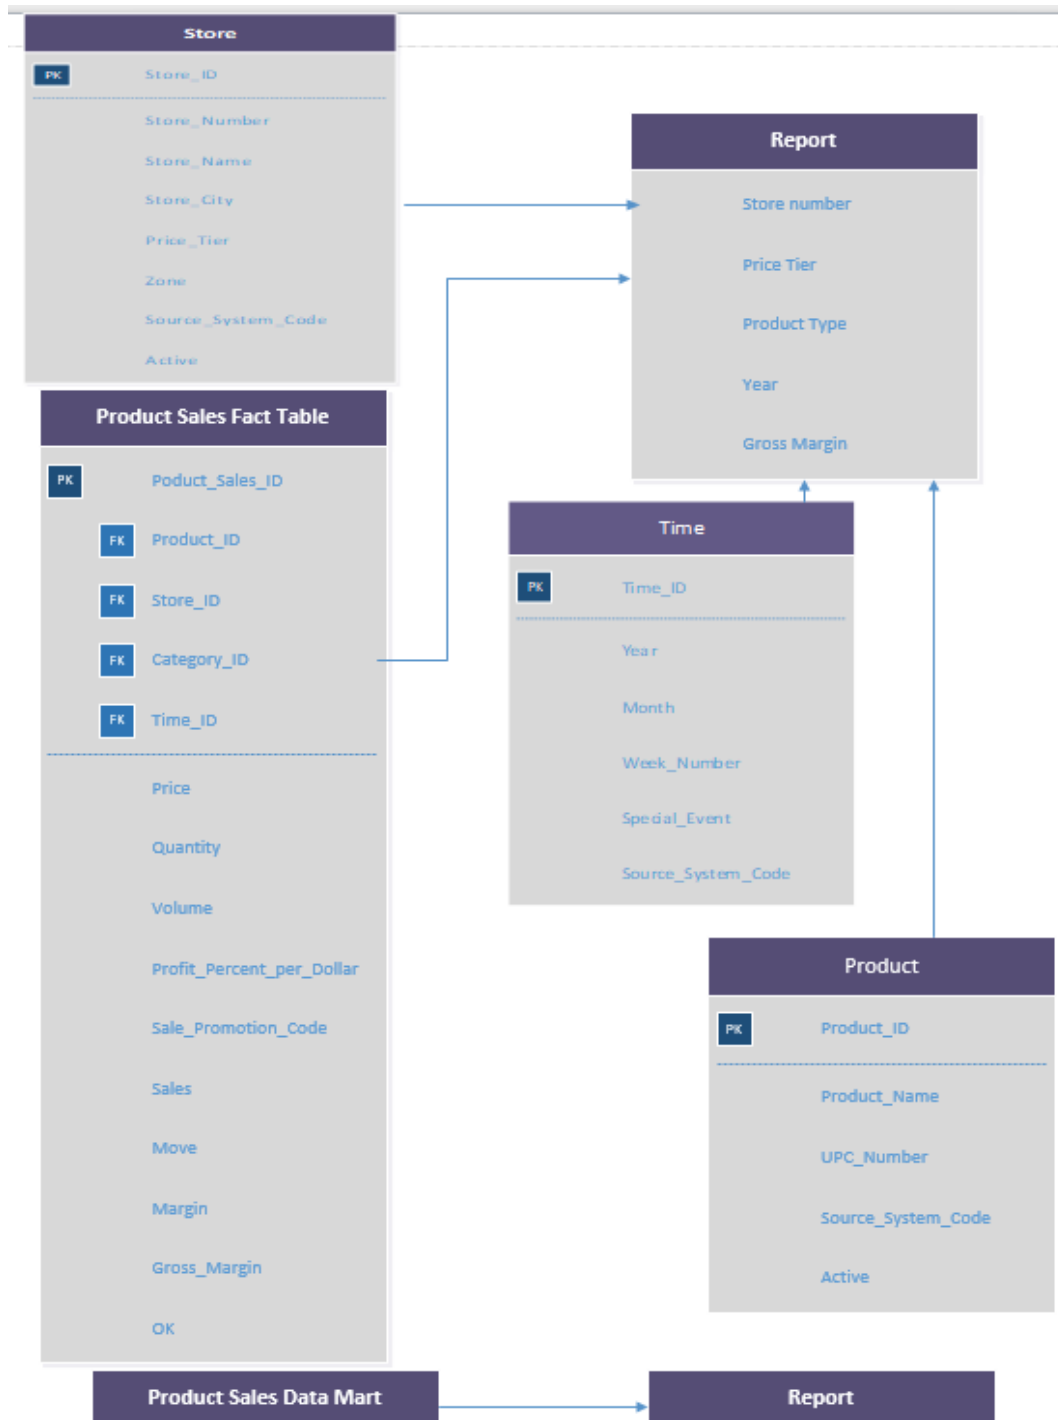 Store
PK Store_ID
Store_Number
Store_Name
Store_City
Price_Tier
Zone
Source_System_Code
Active
Report
Store number
Price Tier
Product Type
Year
Gross Margin
Product Sales Fact Table
PK Poduct_Sales_ID
FK Product_ID
FK Store_ID
FK Category_ID
FK Time_ID
Price
Quantity
Volume
Profit_Percent_per_Dollar
Sale_Promotion_Code
Sales
Move
Margin
Gross_Margin
OK
Time
PK Time_ID
Year
Month
Week_Number
Special_Event
Source_System_Code
Product
PK Product_ID
Product_Name
UPC_Number
Source_System_Code
Active
Product Sales Data Mart
Report